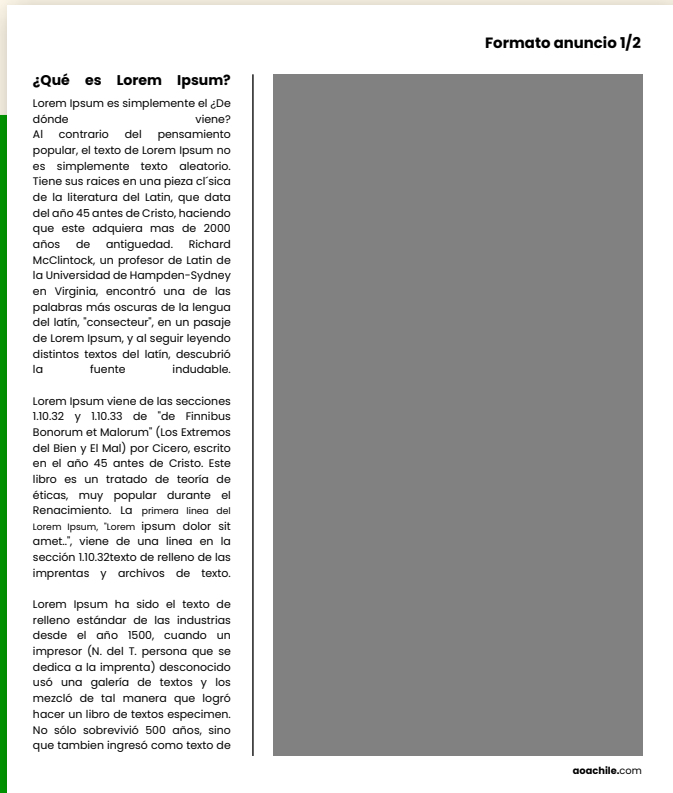 Formato anuncio 1/2
¿Qué es Lorem Ipsum?
Lorem Ipsum es simplemente el ¿De
dónde viene?
Al contrario del pensamiento
popular, el texto de Lorem Ipsum no
es simplemente texto aleatorio.
Tiene sus raices en una pieza cl´sica
de la literatura del Latin, que data
del año 45 antes de Cristo, haciendo
que este adquiera mas de 2000
años de antiguedad. Richard
McClintock, un profesor de Latin de
la Universidad de Hampden-Sydney
en Virginia, encontró una de las
palabras más oscuras de la lengua
del latín, "consecteur", en un pasaje
de Lorem Ipsum, y al seguir leyendo
distintos textos del latín, descubrió
la fuente indudable.
Lorem Ipsum viene de las secciones
1.10.32 y 1.10.33 de "de Finnibus
Bonorum et Malorum" (Los Extremos
del Bien y El Mal) por Cicero, escrito
en el año 45 antes de Cristo. Este
libro es un tratado de teoría de
éticas, muy popular durante el
Renacimiento. La primera linea del
Lorem Ipsum, "Lorem ipsum dolor sit
amet..", viene de una linea en la
sección 1.10.32texto de relleno de las
imprentas y archivos de texto.
Lorem Ipsum ha sido el texto de
relleno estándar de las industrias
desde el año 1500, cuando un
impresor (N. del T. persona que se
dedica a la imprenta) desconocido
usó una galería de textos y los
mezcló de tal manera que logró
hacer un libro de textos especimen.
No sólo sobrevivió 500 años, sino
que tambien ingresó como texto de
aoachile.com